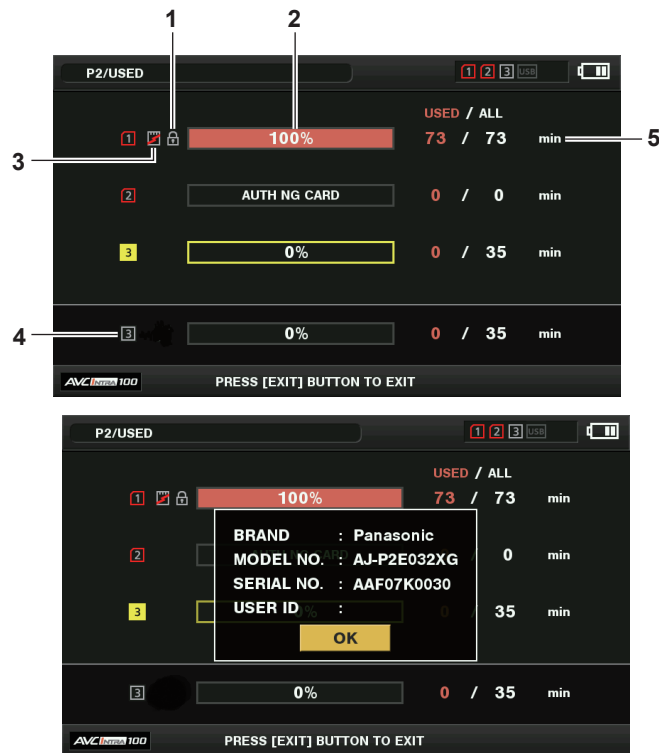 1 2
P2/USED 1 2 3 USB
USED / ALL
1 100% 73 / 73 min 5
3
2 AUTH NG CARD 0 / 0 min
3 0% 0 / 35 min
4 3 0% 0 / 35 min
AVC Intra 100 PRESS [EXIT] BUTTON TO EXIT
P2/USED 1 2 3 USB
USED / ALL
1 100% 73 / 73 min
BRAND : Panasonic
2 MODEL NO. : AJ-P2E032XG 0 min
SERIAL NO. : AAF07K0030
3 USER ID : 35 min
OK
3 0% 0 / 35 min
AVC Intra 100 PRESS [EXIT] BUTTON TO EXIT